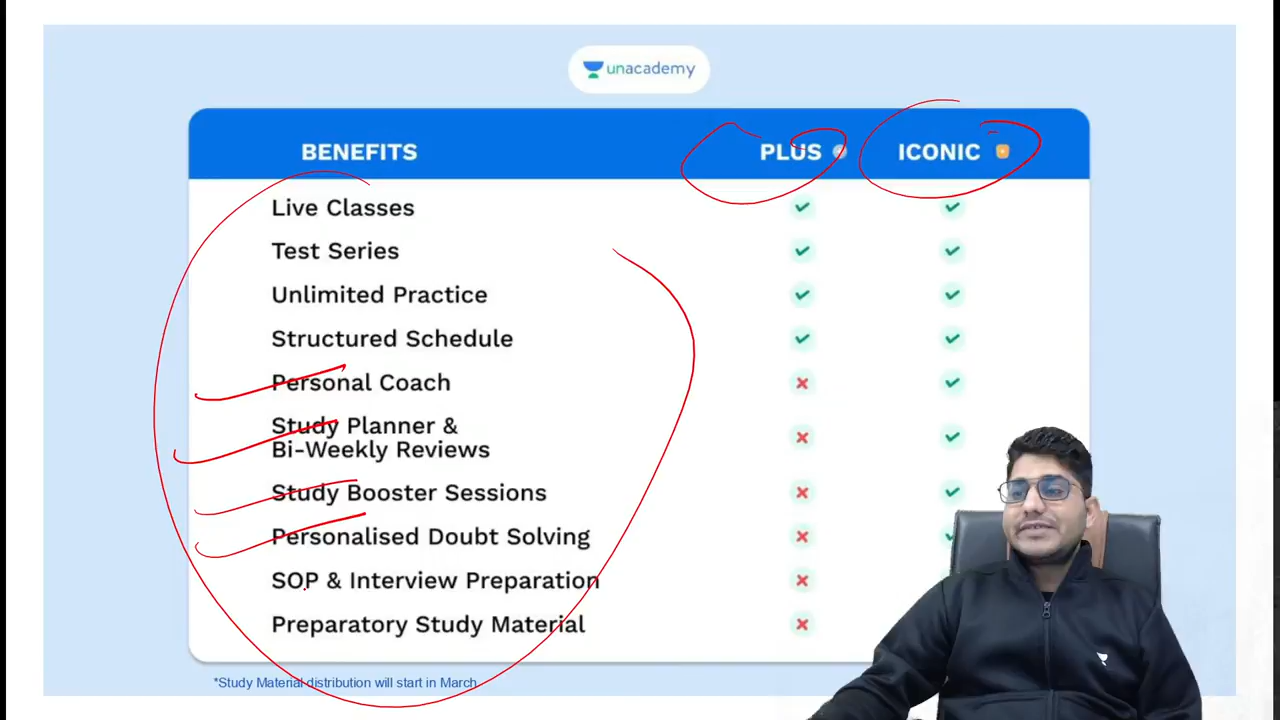 unacademy
BENEFITS PLUS ICONIC
Live Classes
Test Series
Unlimited Practice
Structured Schedule
Personal Coach
Study Planner &
Bi-Weekly Reviews
Study Booster Sessions
Personalised Doubt Solving
SOP & Interview Preparation
Preparatory Study Material
*Study Material distribution will start in March.